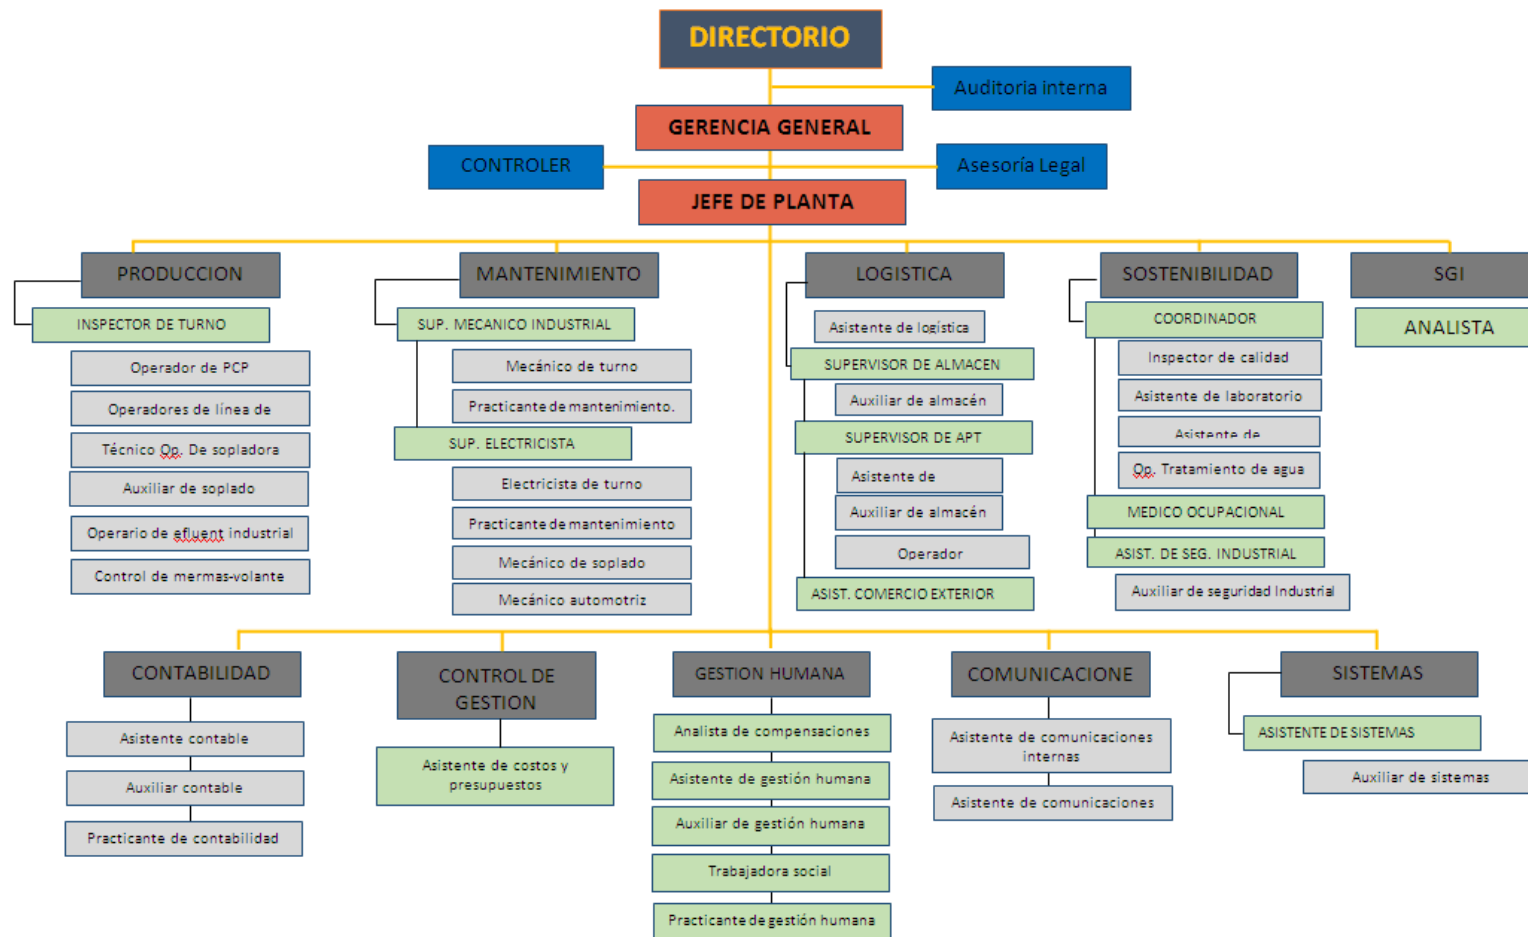 DIRECTORIO
Auditoria interna
GERENCIA GENERAL
CONTROLER
Asesoría Legal
JEFE DE PLANTA
PRODUCCION
INSPECTOR DE TURNO
Operador de PCP
Operadores de línea de
Técnico Op. De sopladora
Auxiliar de soplado
Operario de efluent industrial
Control de mermas-volante
MANTENIMIENTO
SUP. MECANICO INDUSTRIAL
Mecánico de turno
Practicante de mantenimiento.
SUP. ELECTRICISTA
Electricista de turno
Practicante de mantenimiento
Mecánico de soplado
Mecánico automotriz
LOGISTICA
Asistente de logística
SUPERVISOR DE ALMACEN
Auxiliar de almacén
SUPERVISOR DE APT
Asistente de
Auxiliar de almacén
Operador
ASIST. COMERCIO EXTERIOR
SOSTENIBILIDAD
COORDINADOR
Inspector de calidad
Asistente de laboratorio
Asistente de
Op. Tratamiento de agua
MEDICO OCUPACIONAL
ASIST. DE SEG. INDUSTRIAL
Auxiliar de seguridad Industrial
SGI
ANALISTA
CONTABILIDAD
Asistente contable
Auxiliar contable
Practicante de contabilidad
CONTROL DE
GESTION
Asistente de costos y
presupuestos
GESTION HUMANA
Analista de compensaciones
Asistente de gestión humana
Auxiliar de gestión humana
Trabajadora social
Practicante de gestión humana
COMUNICACIONE
Asistente de comunicaciones
internas
Asistente de comunicaciones
SISTEMAS
ASISTENTE DE SISTEMAS
Auxiliar de sistemas